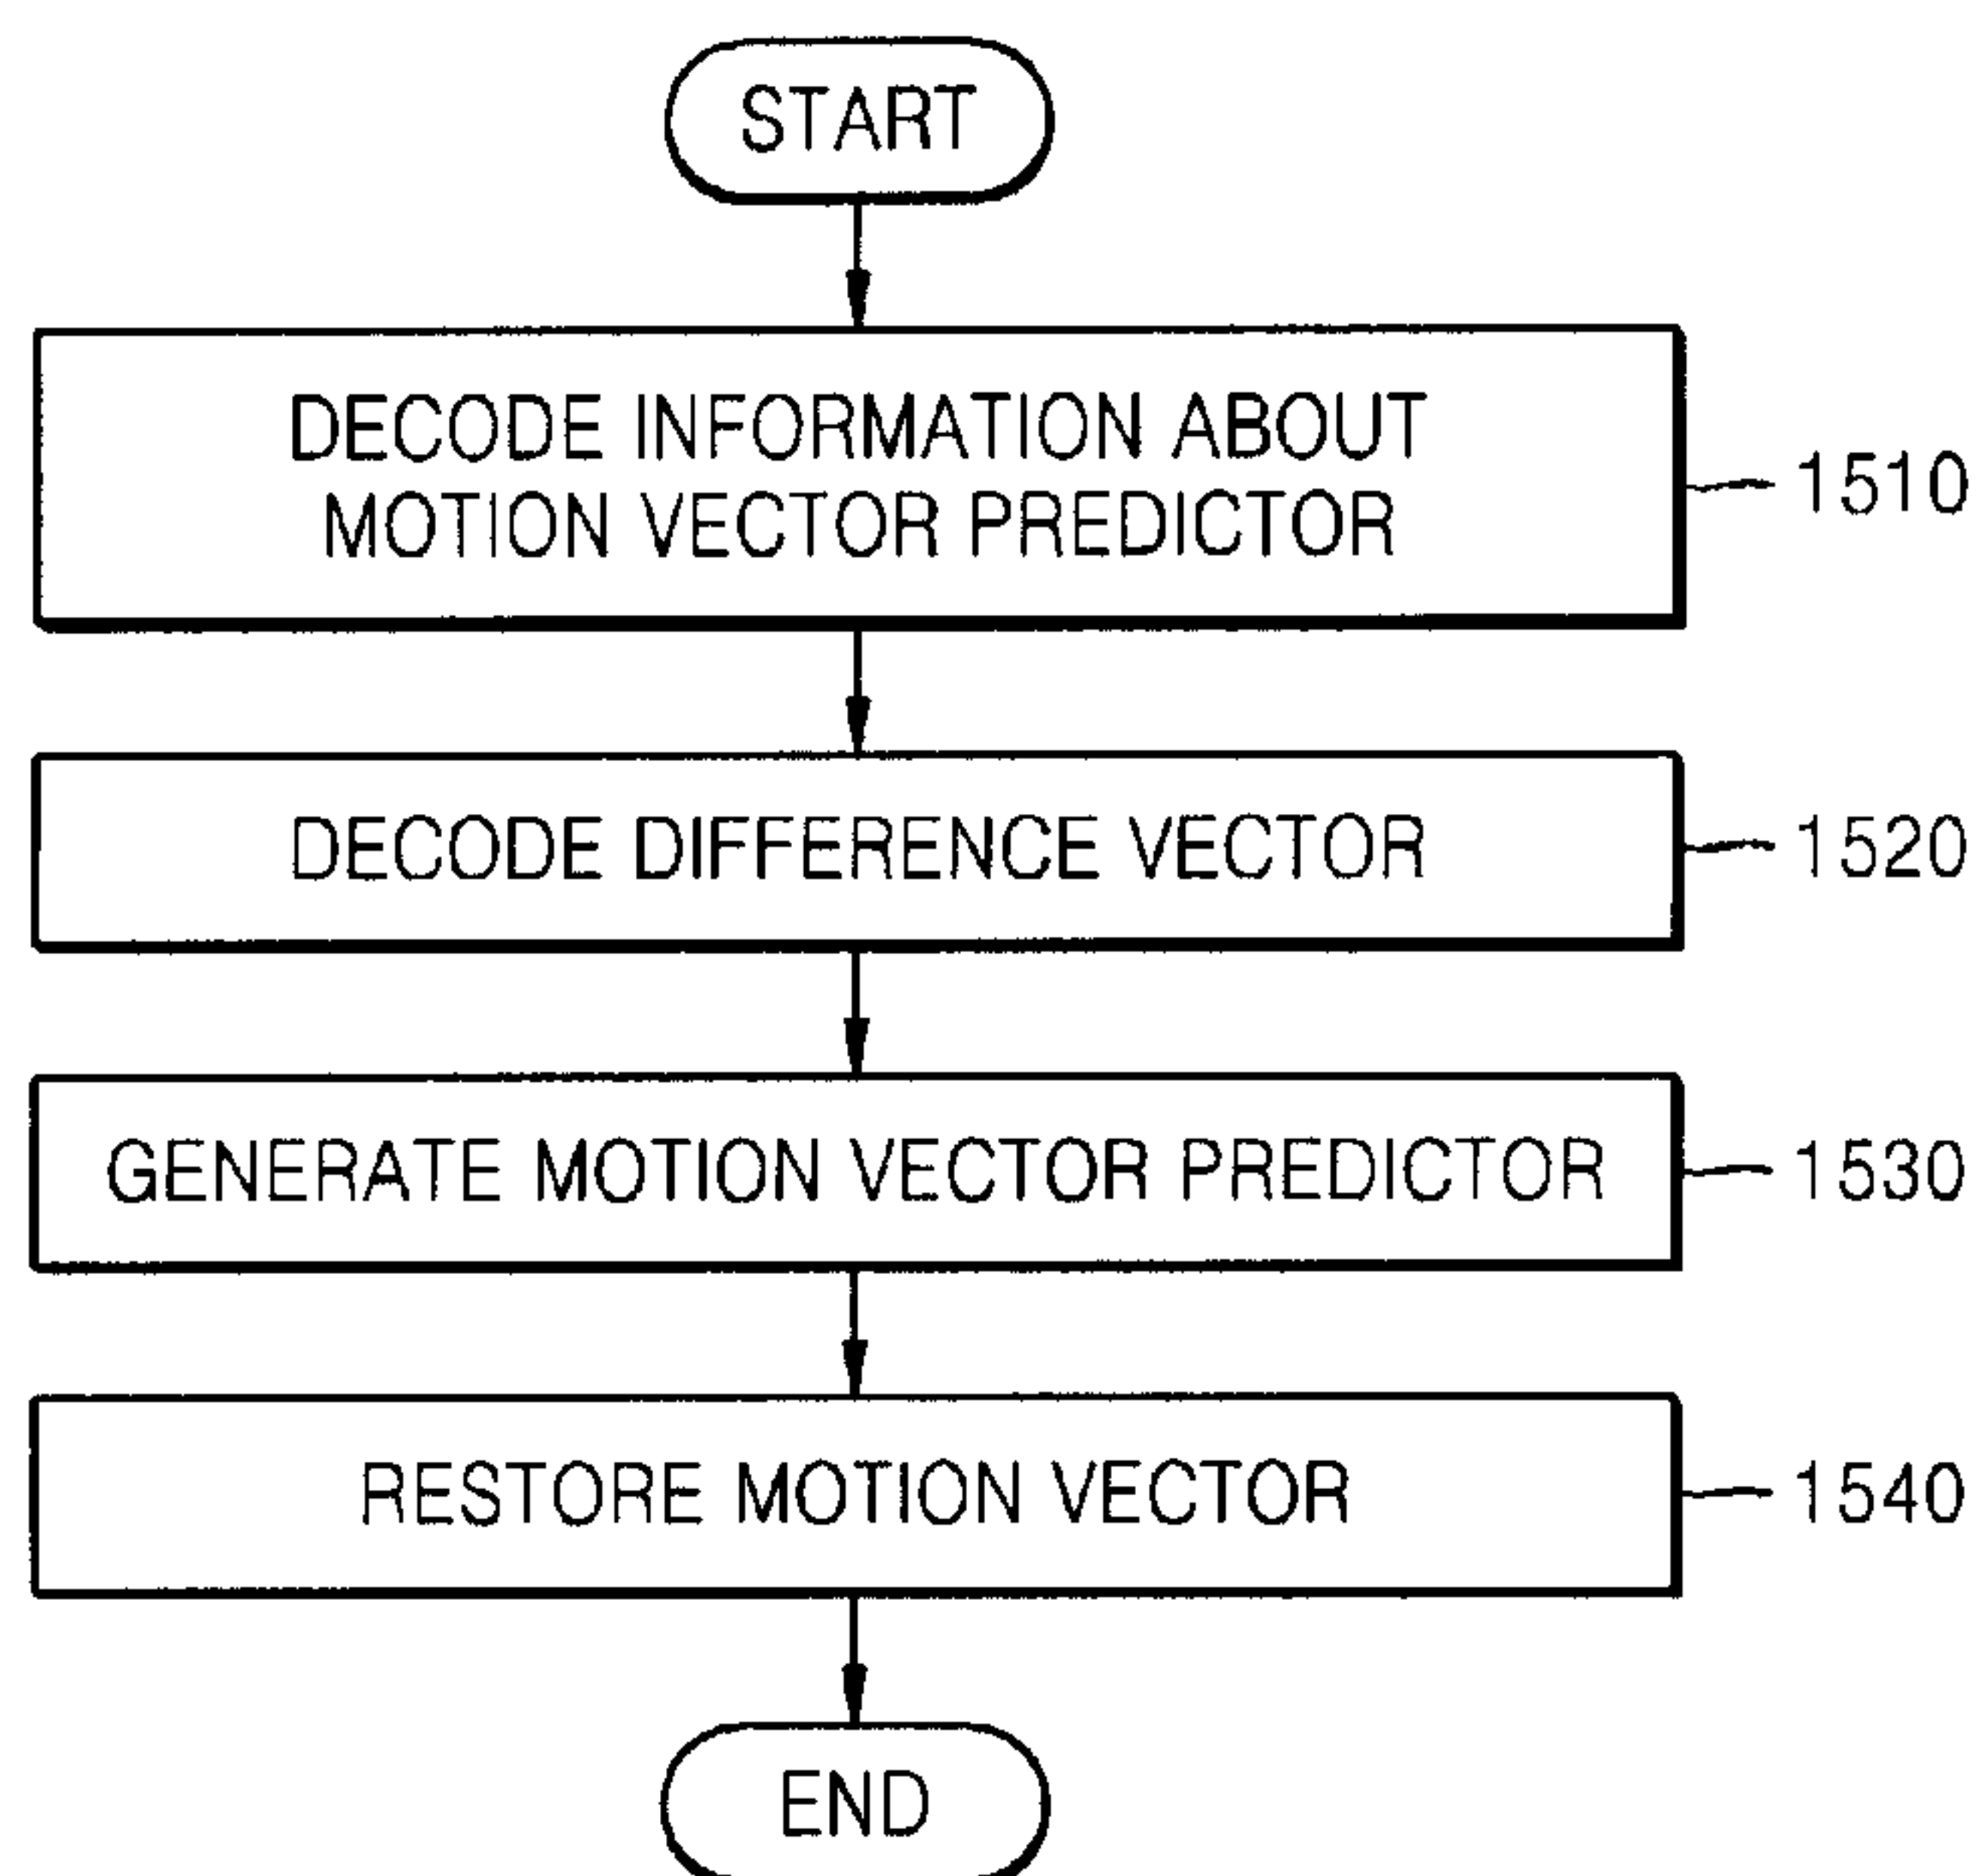 START
DECODE INFORMATION ABOUT
MOTION VECTOR PREDICTOR
1510
DECODE DIFFERENCE VECTOR
1520
GENERATE MOTION VECTOR PREDICTOR
1530
RESTORE MOTION VECTOR
1540
END